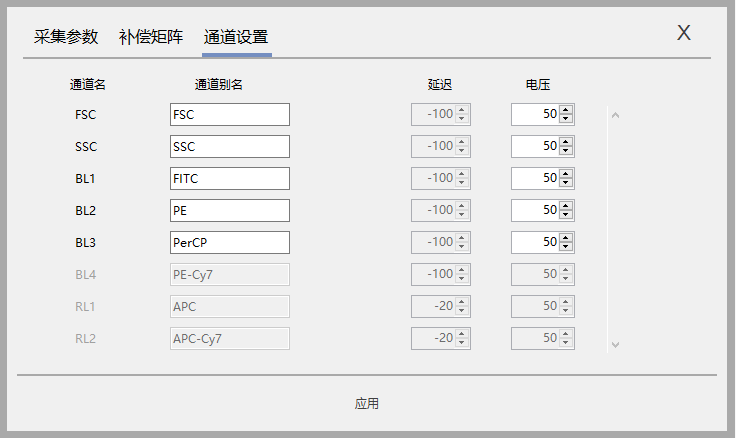 采集参数 补偿矩阵 通道设置 X
通道名 通道别名 延迟 电压
FSC FSC -100 50
SSC SSC -100 50
BL1 FITC -100 50
BL2 PE -100 50
BL3 PerCP -100 50
BL4 PE-Cy7 -100 50
RL1 APC -20 50
RL2 APC-Cy7 -20 50
应用